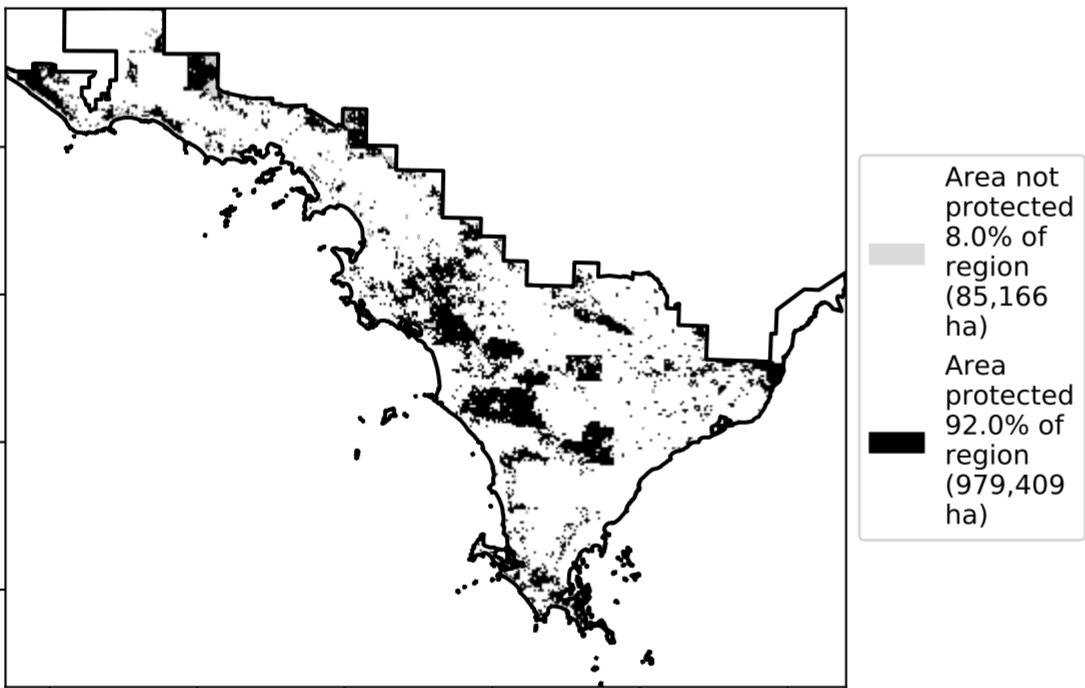 Area not
protected
8.0% of
region
(85,166
ha)
Area
protected
92.0% of
region
(979,409
ha)